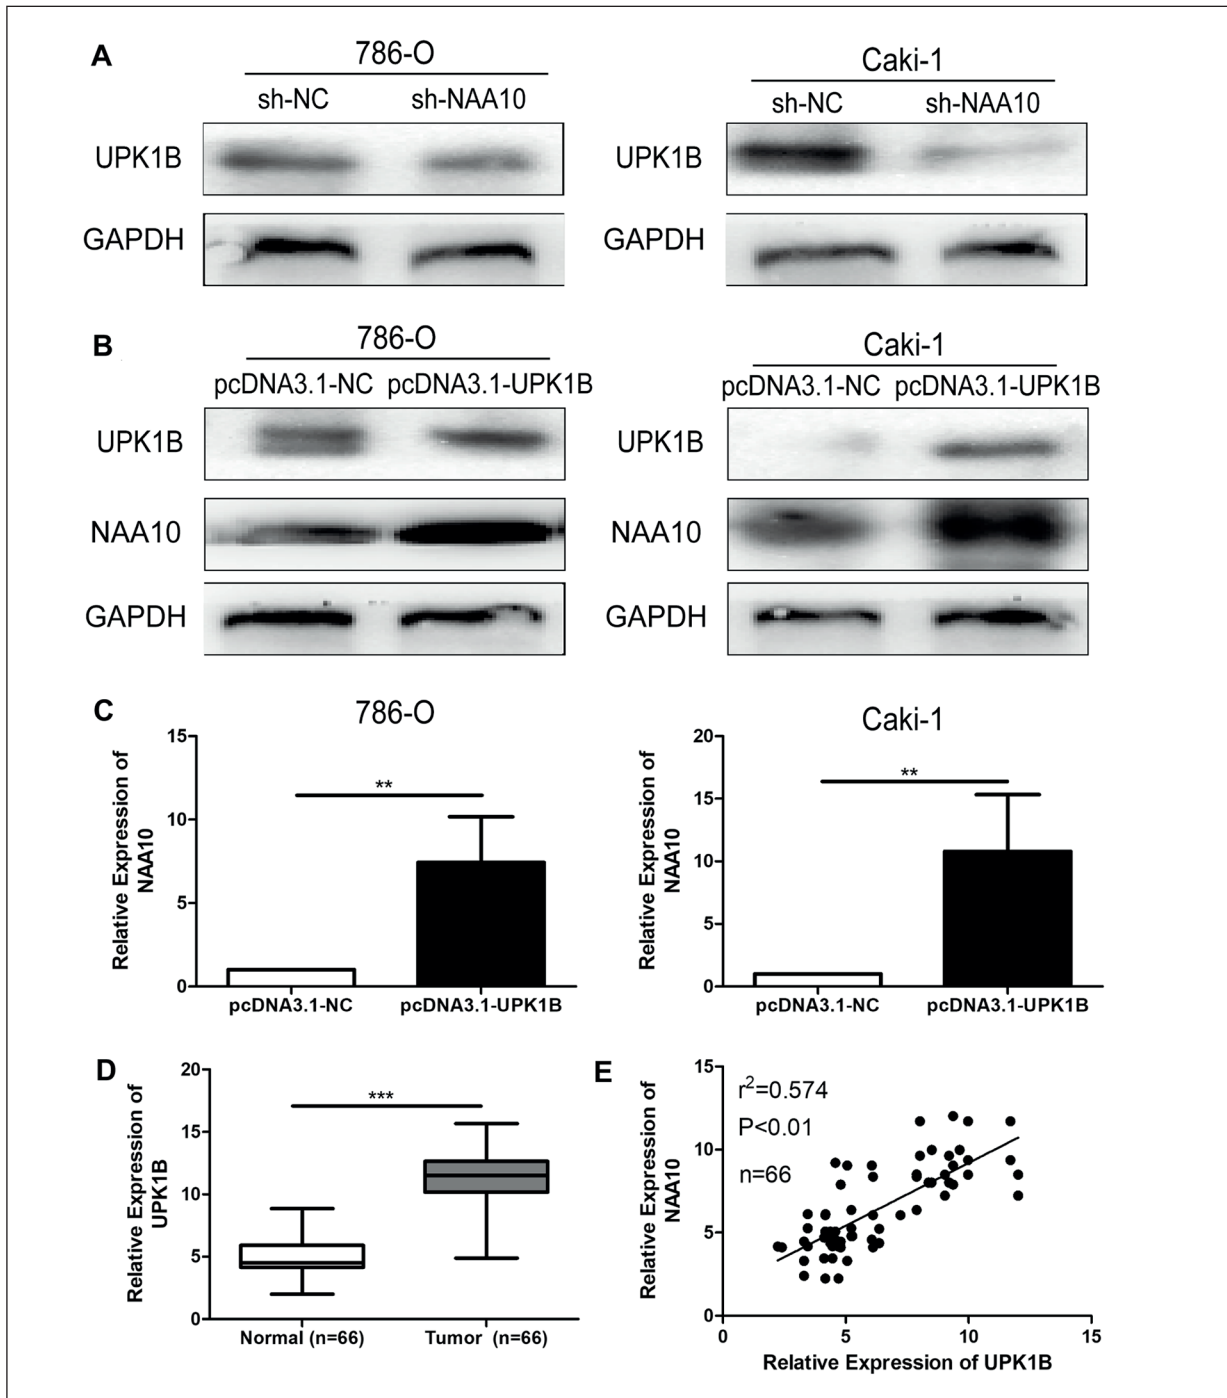 A
786-O
Caki-1
sh-NC sh-NAA10
sh-NC sh-NAA10
UPK1B
UPK1B
GAPDH
GAPDH
B
786-O
Caki-1
pcDNA3.1-NC pcDNA3.1-UPK1B
pcDNA3.1-NC pcDNA3.1-UPK1B
UPK1B
UPK1B
NAA10
NAA10
GAPDH
GAPDH
C
786-O
Relative Expression of
NAA10
15
10
5
0
**
pcDNA3.1-NC pcDNA3.1-UPK1B
Caki-1
Relative Expression of
NAA10
20
15
10
5
0
**
pcDNA3.1-NC pcDNA3.1-UPK1B
D
Relative Expression of
UPK1B
20
15
10
5
0
***
Normal (n=66) Tumor (n=66)
E
Relative Expression of
NAA10
15
10
5
0
r²=0.574
P<0.01
n=66
0 5 10 15
Relative Expression of UPK1B